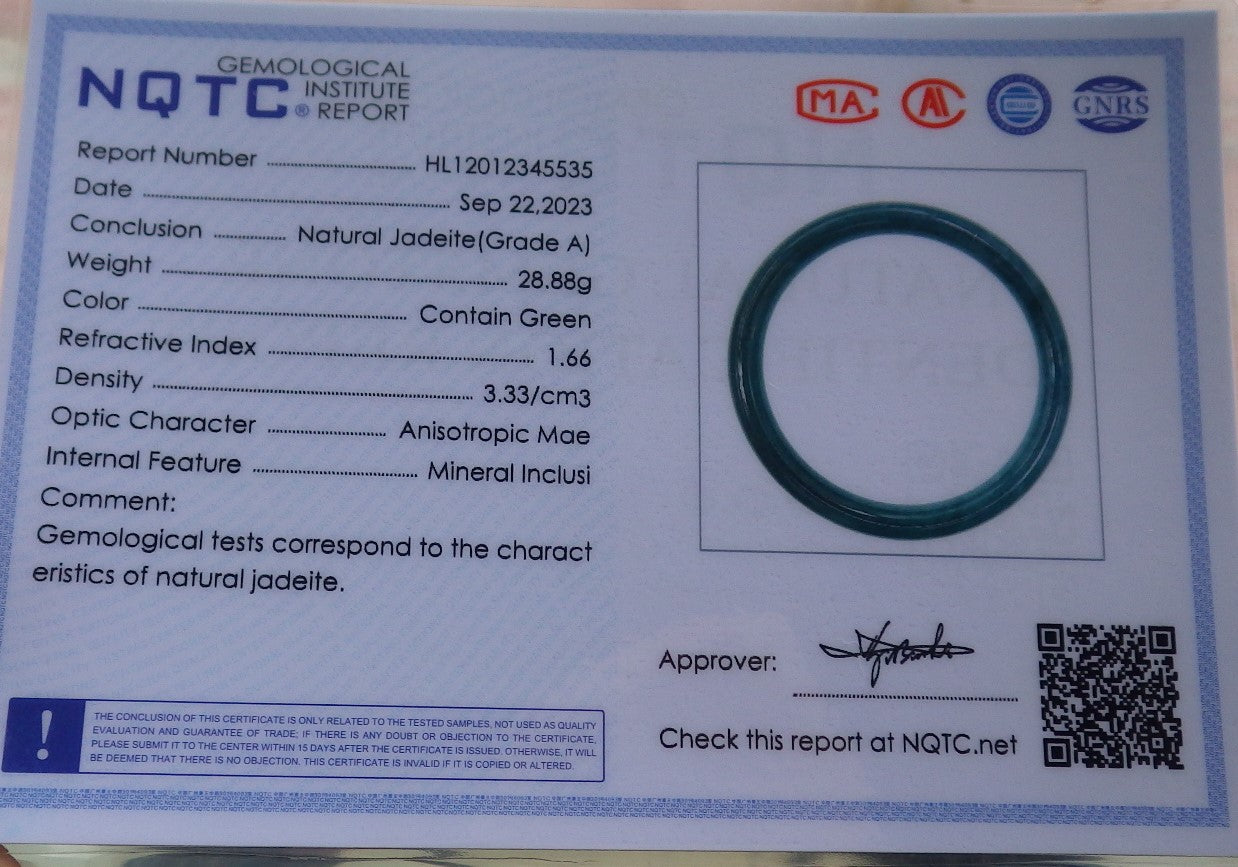 NQTC® GEMOLOGICAL INSTITUTE REPORT
MA
GNRS
Report Number HL12012345535
Date Sep 22,2023
Conclusion Natural Jadeite(Grade A)
Weight 28.88g
Color Contain Green
Refractive Index 1.66
Density 3.33/cm3
Optic Character Anisotropic Mae
Internal Feature Mineral Inclusi
Comment:
Gemological tests correspond to the charact
eristics of natural jadeite.
Approver:
Check this report at NQTC.net
! THE CONCLUSION OF THIS CERTIFICATE IS ONLY RELATED TO THE TESTED SAMPLES, NOT USED AS QUALITY
EVALUATION AND GUARANTEE OF TRADE; IF THERE IS ANY DOUBT OR OBJECTION TO THE CERTIFICATE,
PLEASE SUBMIT IT TO THE CENTER WITHIN 15 DAYS AFTER THE CERTIFICATE IS ISSUED. OTHERWISE, IT WILL
BE DEEMED THAT THERE IS NO OBJECTION. THIS CERTIFICATE IS INVALID IF IT IS COPIED OR ALTERED.